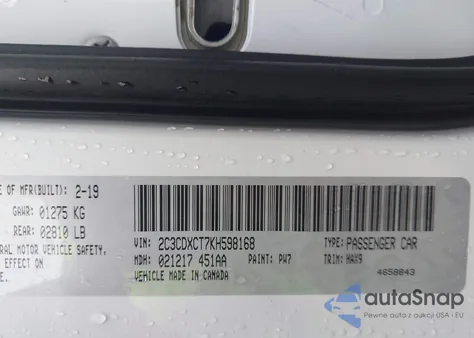 E OF MFR(BUILT): 2-19
GAWR: 01275 KG
REAR: 02810 LB
RAL MOTOR VEHICLE SAFETY,
EFFECT ON
E.
VIN: 2C3CDXCT7KH598168
TYPE: PASSENGER CAR
MDH: 021217 451AA
PAINT: PW7
TRIM: HAX9
VEHICLE MADE IN CANADA
4658843
autoSnap
Pewne auta z aukcji USA i EU